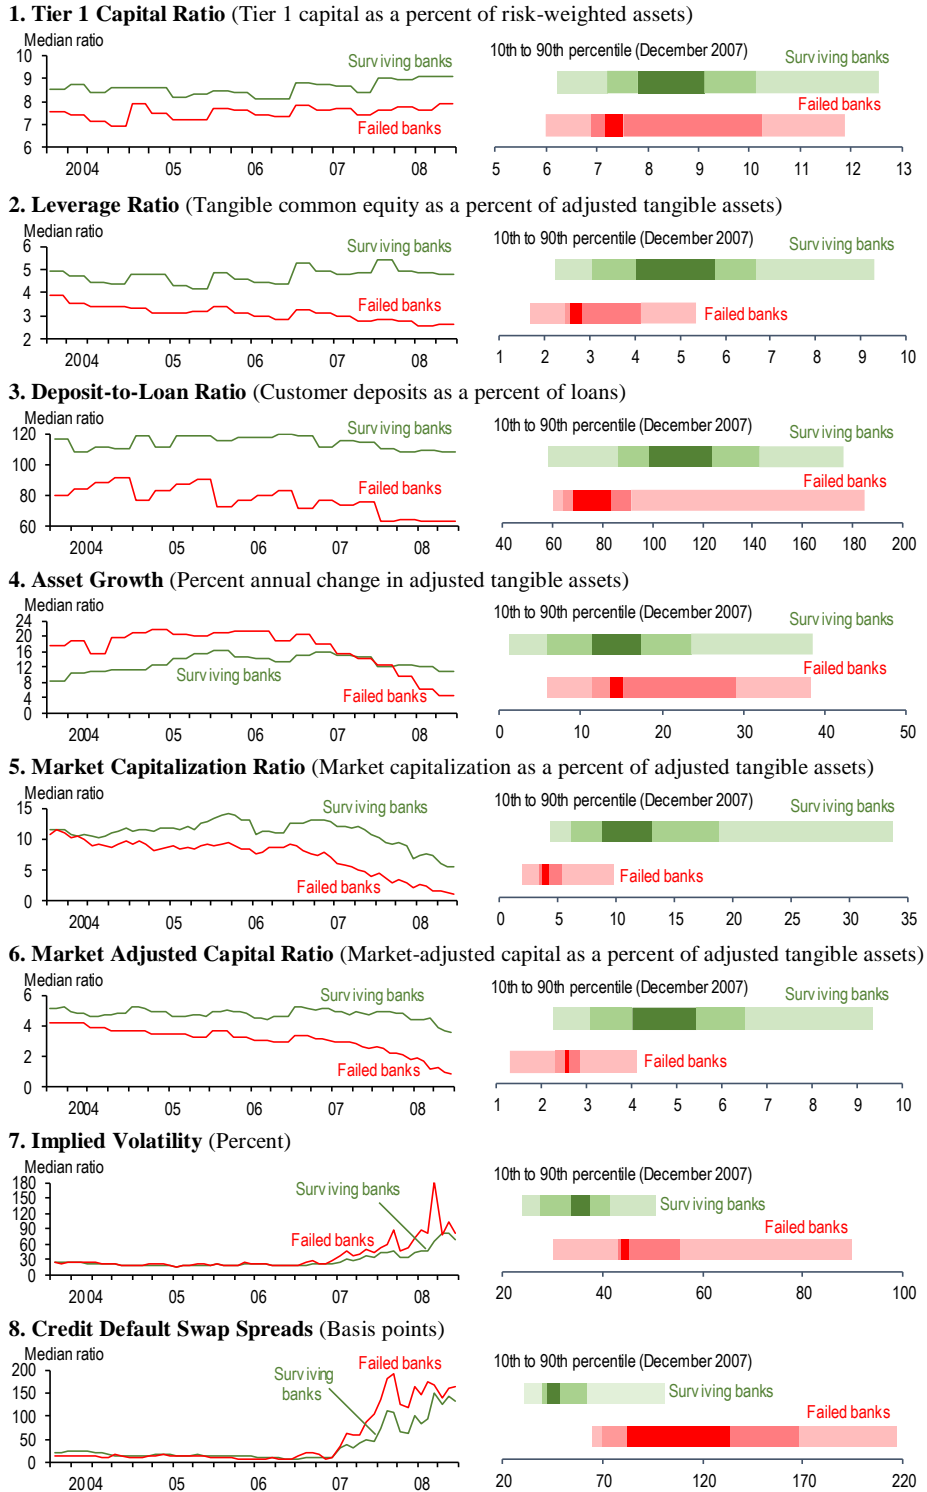 1. Tier 1 Capital Ratio (Tier 1 capital as a percent of risk-weighted assets)
Median ratio
10
9
8
7
6
Surviving banks
Failed banks
2004 05 06 07 08
10th to 90th percentile (December 2007)
Surviving banks
Failed banks
5 6 7 8 9 10 11 12 13
2. Leverage Ratio (Tangible common equity as a percent of adjusted tangible assets)
Median ratio
6
5
4
3
2
Surviving banks
Failed banks
2004 05 06 07 08
10th to 90th percentile (December 2007)
Surviving banks
Failed banks
1 2 3 4 5 6 7 8 9 10
3. Deposit-to-Loan Ratio (Customer deposits as a percent of loans)
Median ratio
120
100
80
60
Surviving banks
Failed banks
2004 05 06 07 08
10th to 90th percentile (December 2007)
Surviving banks
Failed banks
40 60 80 100 120 140 160 180 200
4. Asset Growth (Percent annual change in adjusted tangible assets)
Median ratio
24
20
16
12
8
4
0
Surviving banks
Failed banks
2004 05 06 07 08
10th to 90th percentile (December 2007)
Surviving banks
Failed banks
0 10 20 30 40 50
5. Market Capitalization Ratio (Market capitalization as a percent of adjusted tangible assets)
Median ratio
15
10
5
0
Surviving banks
Failed banks
2004 05 06 07 08
10th to 90th percentile (December 2007)
Surviving banks
Failed banks
0 5 10 15 20 25 30 35
6. Market Adjusted Capital Ratio (Market-adjusted capital as a percent of adjusted tangible assets)
Median ratio
6
4
2
0
Surviving banks
Failed banks
2004 05 06 07 08
10th to 90th percentile (December 2007)
Surviving banks
Failed banks
1 2 3 4 5 6 7 8 9 10
7. Implied Volatility (Percent)
Median ratio
180
150
120
90
60
30
0
Surviving banks
Failed banks
2004 05 06 07 08
10th to 90th percentile (December 2007)
Surviving banks
Failed banks
20 40 60 80 100
8. Credit Default Swap Spreads (Basis points)
Median ratio
200
150
100
50
0
Failed banks
Surviving
banks
2004 05 06 07 08
10th to 90th percentile (December 2007)
Surviving banks
Failed banks
20 70 120 170 220